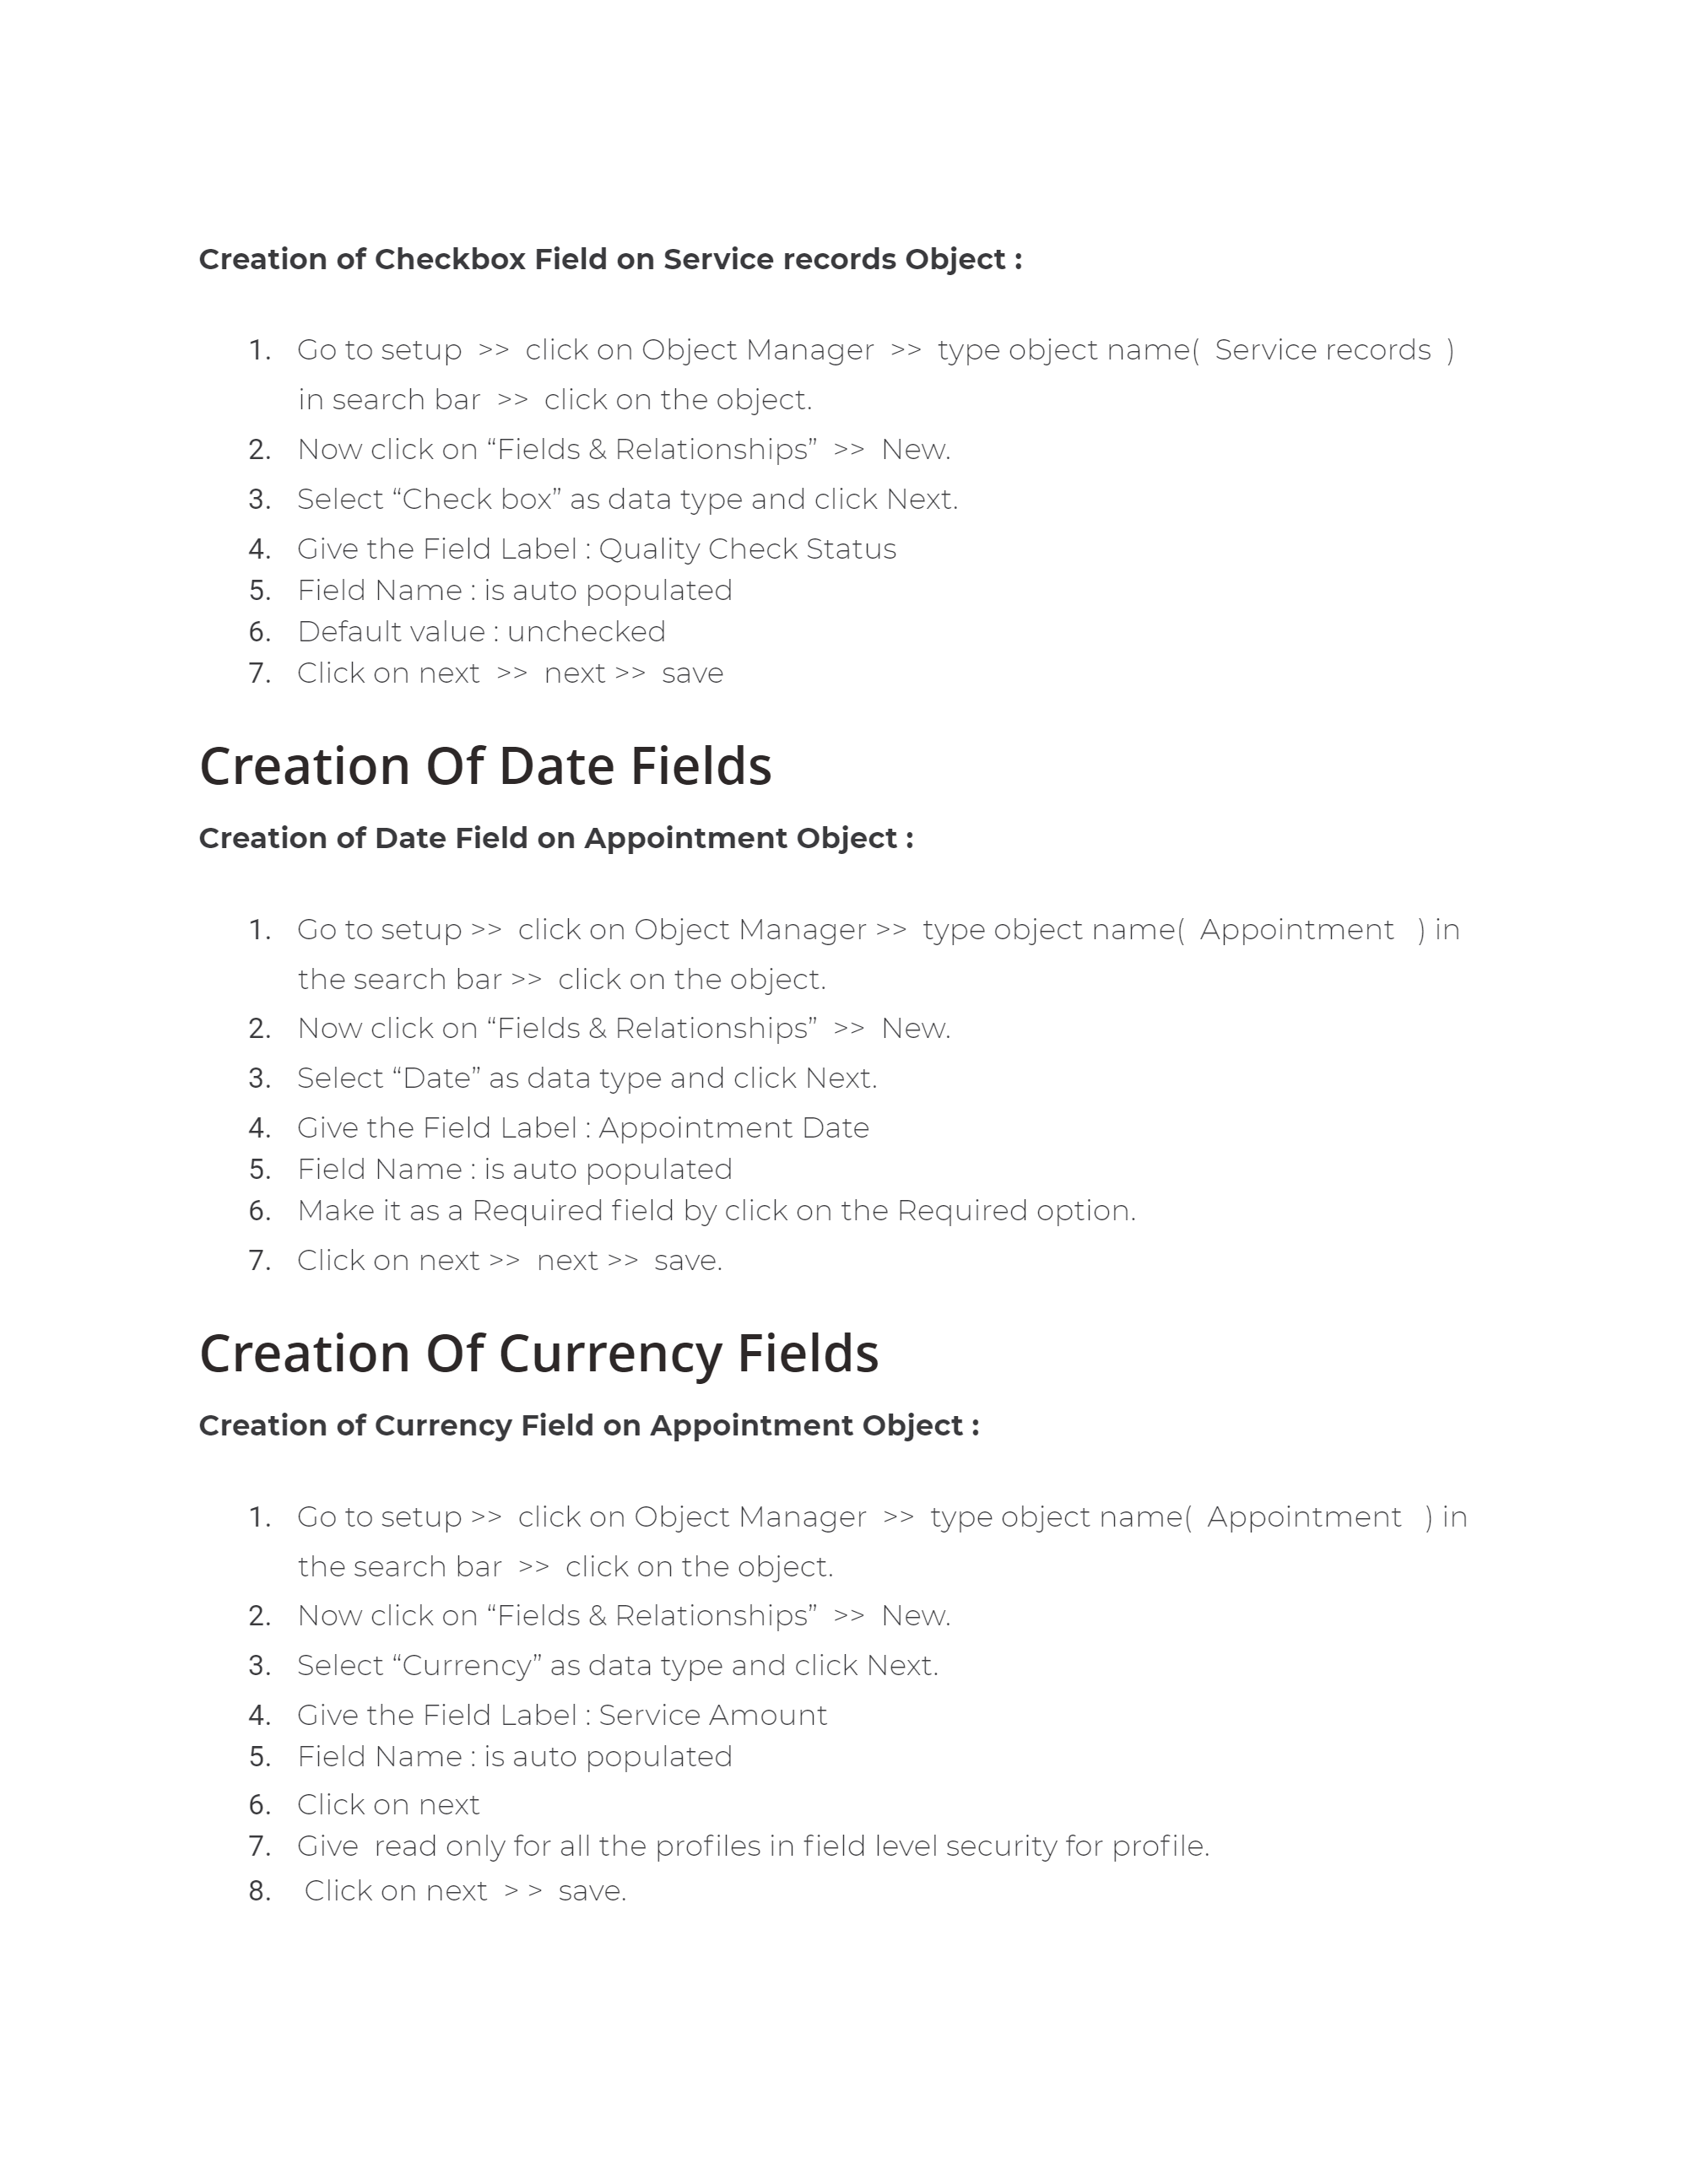 Creation of Checkbox Field on Service records Object :
1. Go to setup >> click on Object Manager >> type object name( Service records )
in search bar >> click on the object.
2. Now click on “Fields & Relationships” >> New.
3. Select “Check box” as data type and click Next.
4. Give the Field Label : Quality Check Status
5. Field Name : is auto populated
6. Default value : unchecked
7. Click on next >> next >> save
Creation Of Date Fields
Creation of Date Field on Appointment Object :
1. Go to setup >> click on Object Manager >> type object name( Appointment ) in
the search bar >> click on the object.
2. Now click on “Fields & Relationships” >> New.
3. Select “Date” as data type and click Next.
4. Give the Field Label : Appointment Date
5. Field Name : is auto populated
6. Make it as a Required field by click on the Required option.
7. Click on next >> next >> save.
Creation Of Currency Fields
Creation of Currency Field on Appointment Object :
1. Go to setup >> click on Object Manager >> type object name( Appointment ) in
the search bar >> click on the object.
2. Now click on “Fields & Relationships” >> New.
3. Select “Currency” as data type and click Next.
4. Give the Field Label : Service Amount
5. Field Name : is auto populated
6. Click on next
7. Give read only for all the profiles in field level security for profile.
8. Click on next > > save.